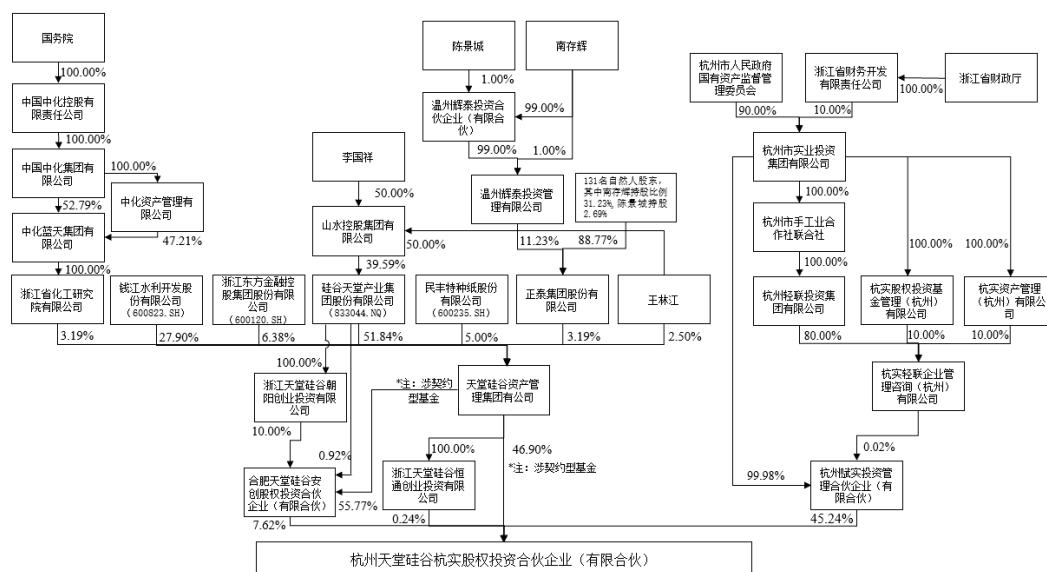 国务院
陈景城
南存辉
杭州市人民政府
国有资产监督管
理委员会
浙江省财务开发
有限责任公司
浙江省财政厅
100.00%
100.00%
1.00%
90.00%
10.00%
中国中化控股有
限责任公司
温州辉泰投资合
伙企业(有限合
伙)
99.00%
100.00%
99.00%
1.00%
杭州市实业投资
集团有限公司
中国中化集团有
限公司
100.00%
李国祥
温州辉泰投资管
理有限公司
131名自然人股东,
其中南存辉持股比例
31.23%,陈景城持股
2.69%
中化资产管理有
限公司
52.79%
50.00%
100.00%
中化蓝天集团有
限公司
47.21%
山水控股集团有
限公司
50.00%
11.23%
88.77%
杭州市手工业合
作社联合社
100.00%
100.00%
100.00%
39.59%
100.00%
浙江省化工研究
院有限公司
钱江水利开发股
份有限公司
(600823.SH)
浙江东方金融控
股集团股份有限
公司
(600120.SH)
硅谷天堂产业集
团股份有限公司
(833044.NQ)
民丰特种纸股份
有限公司
(600235.SH)
正泰集团股份有
限公司
王林江
杭州轻联投资集
团有限公司
杭实股权投资基
金管理(杭州)
有限公司
杭实资产管理
(杭州)有限公
司
3.19%
27.90%
6.38%
51.84%
5.00%
3.19%
2.50%
80.00%
10.00%
10.00%
100.00%
浙江天堂硅谷朝
阳创业投资有限
公司
*注:涉契约
型基金
天堂硅谷资产管
理集团有公司
杭实轻联企业管
理咨询(杭州)
有限公司
10.00%
0.92%
100.00%
46.90%
*注:涉契约型基金
0.02%
合肥天堂硅谷安
创股权投资合伙
企业(有限合伙)
55.77%
浙江天堂硅谷恒
通创业投资有限
公司
99.98%
杭州赋实投资管
理合伙企业(有
限合伙)
7.62%
0.24%
45.24%
杭州天堂硅谷杭实股权投资合伙企业(有限合伙)